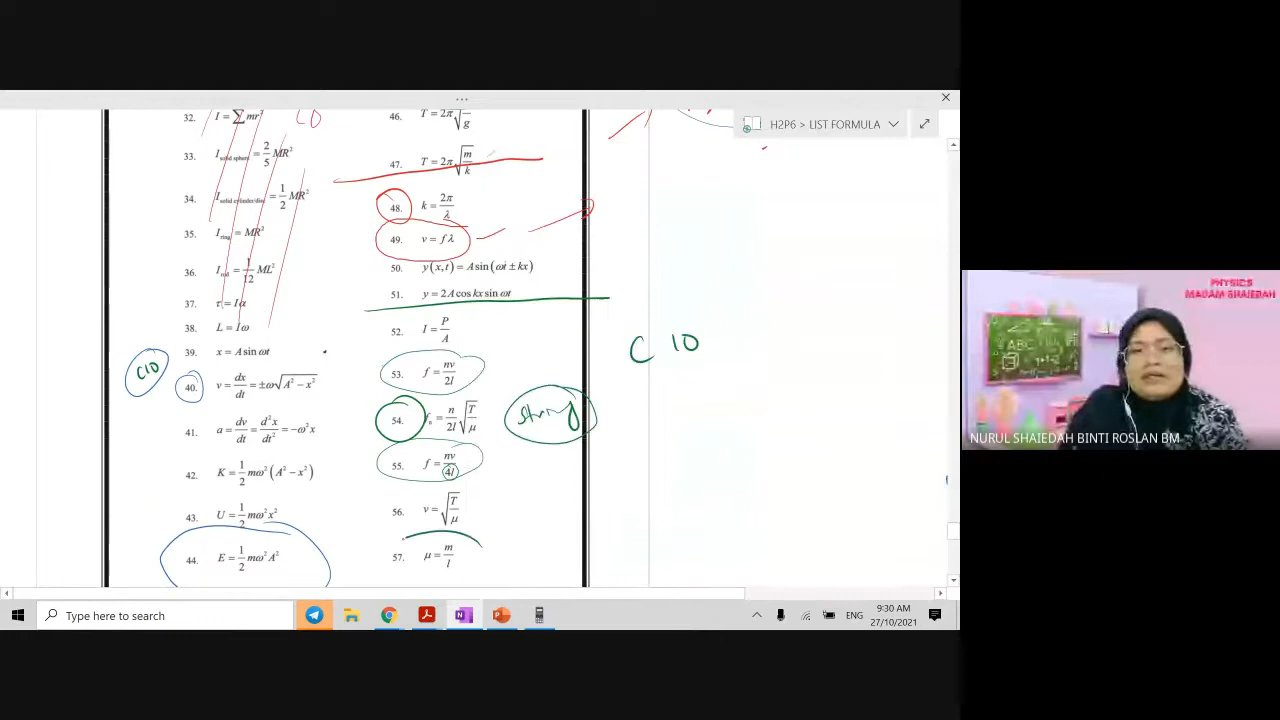 H2P6 > LIST FORMULA
32. I = ∑ mr²
33. I solid sphere = 2/5 MR²
34. I solid cylinder/disc = 1/2 MR²
35. I ring = MR²
36. I rod = 1/12 ML²
37. τ = Iα
38. L = Iω
39. x = A sin ωt
C10
40. v = dx/dt = ±ω√(A² − x²)
41. a = dv/dt = d²x/dt² = −ω²x
42. K = 1/2 mω²(A² − x²)
43. U = 1/2 mω²x²
44. E = 1/2 mω²A²
46. T = 2π√(l/g)
47. T = 2π√(m/k)
48. k = 2π/λ
49. v = fλ
50. y(x,t) = A sin(ωt ± kx)
51. y = 2A cos kx sin ωt
52. I = P/A
53. f = nv/2l
54. fₙ = n/2l √(T/μ)
string
55. f = nv/4l
56. v = √(T/μ)
57. μ = m/l
C 10
PHYSICS
MADAM SHAIEDAH
ABC
NURUL SHAIEDAH BINTI ROSLAN BM
Type here to search
ENG
9:30 AM
27/10/2021